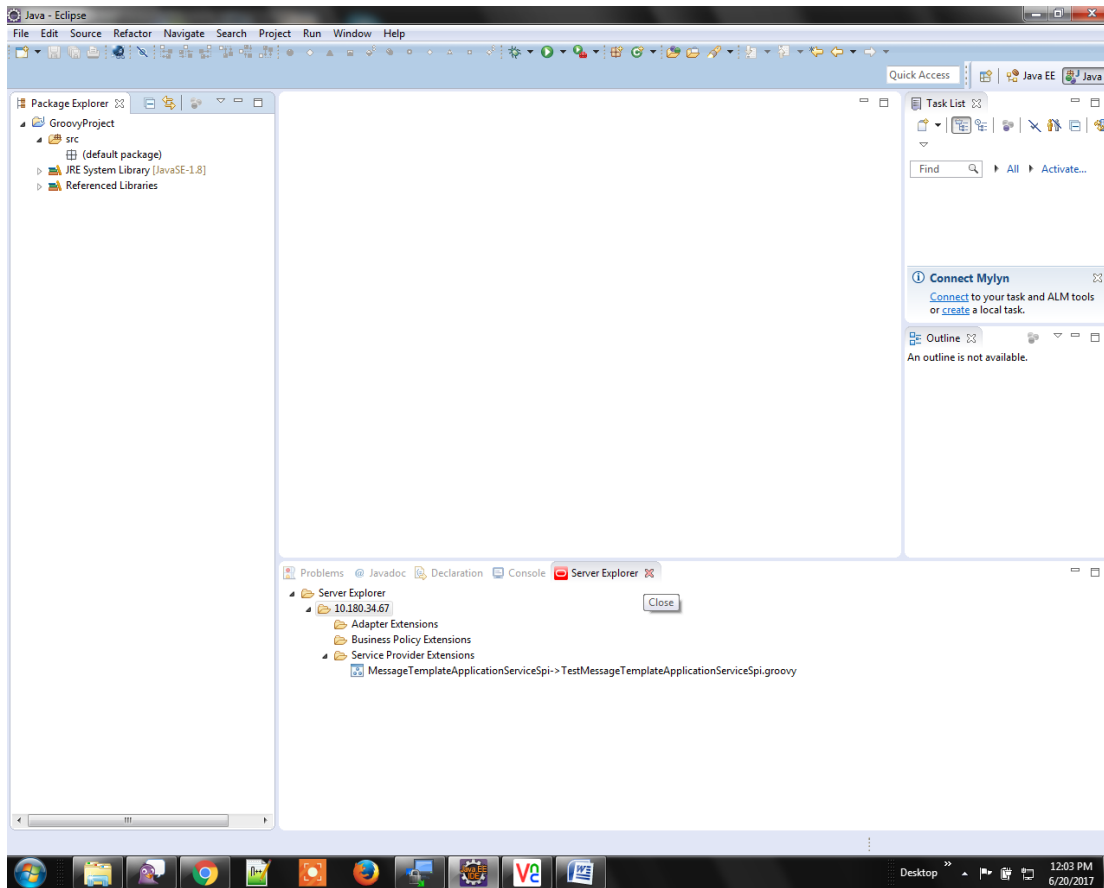 Java - Eclipse
File Edit Source Refactor Navigate Search Project Run Window Help
Quick Access Java EE Java
Package Explorer
GroovyProject
src
(default package)
JRE System Library [JavaSE-1.8]
Referenced Libraries
Task List
Find All Activate...
Connect Mylyn
Connect to your task and ALM tools
or create a local task.
Outline
An outline is not available.
Problems @ Javadoc Declaration Console Server Explorer
Close
Server Explorer
10.180.34.67
Adapter Extensions
Business Policy Extensions
Service Provider Extensions
MessageTemplateApplicationServiceSpi->TestMessageTemplateApplicationServiceSpi.groovy
Java EE
IDE
Desktop
12:03 PM
6/20/2017